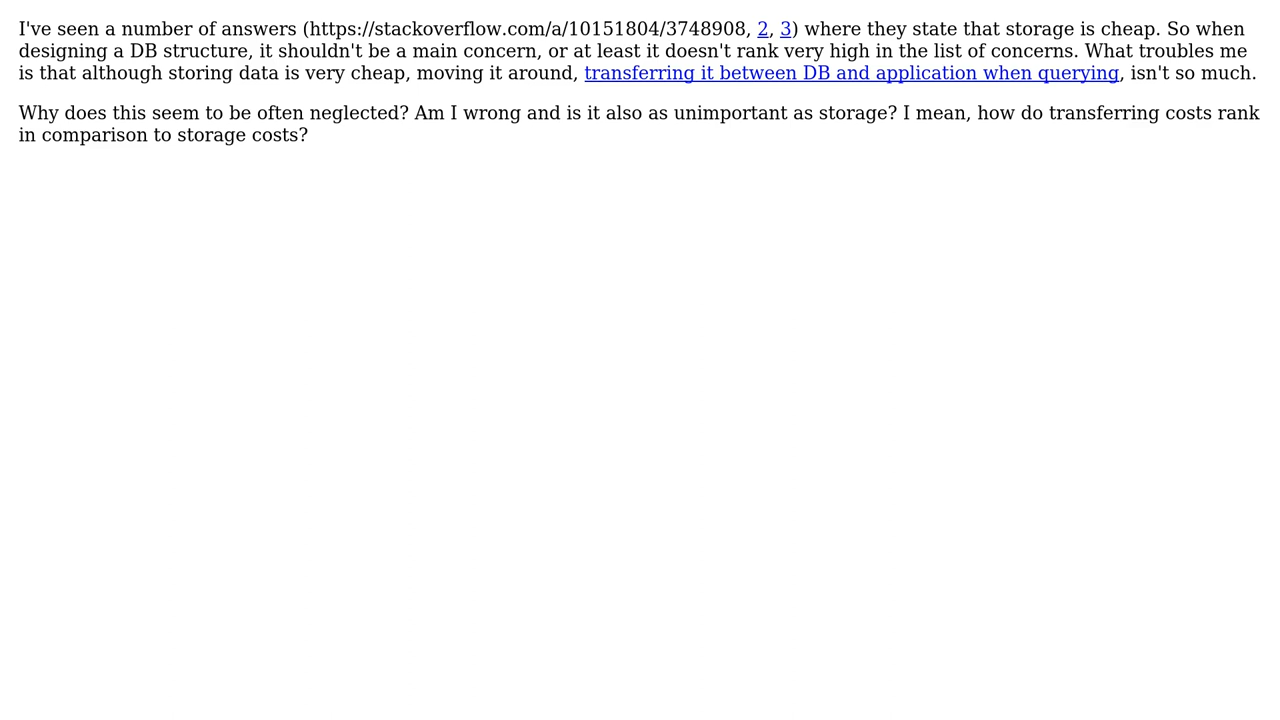 I've seen a number of answers (https://stackoverflow.com/a/10151804/3748908, 2, 3) where they state that storage is cheap. So when
designing a DB structure, it shouldn't be a main concern, or at least it doesn't rank very high in the list of concerns. What troubles me
is that although storing data is very cheap, moving it around, transferring it between DB and application when querying, isn't so much.
Why does this seem to be often neglected? Am I wrong and is it also as unimportant as storage? I mean, how do transferring costs rank
in comparison to storage costs?